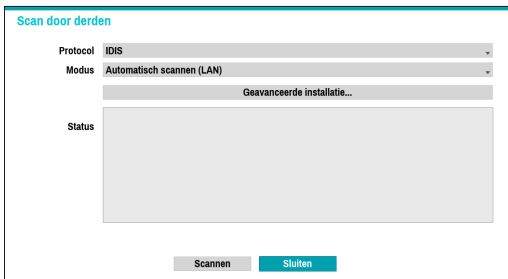 Scan door derden
Protocol IDIS
Modus Automatisch scannen (LAN)
Geavanceerde installatie...
Status
Scannen Sluiten